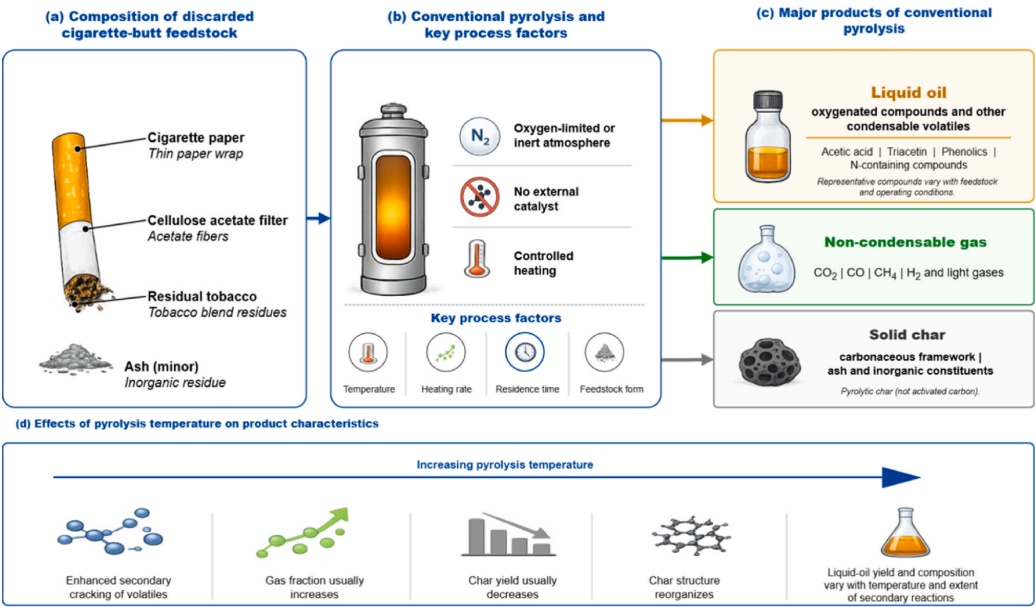 (a) Composition of discarded
cigarette-butt feedstock
Cigarette paper
Thin paper wrap
Cellulose acetate filter
Acetate fibers
Residual tobacco
Tobacco blend residues
Ash (minor)
Inorganic residue
(b) Conventional pyrolysis and
key process factors
N2
Oxygen-limited or
inert atmosphere
No external
catalyst
Controlled
heating
Key process factors
Temperature
Heating rate
Residence time
Feedstock form
(c) Major products of conventional
pyrolysis
Liquid oil
oxygenated compounds and other
condensable volatiles
Acetic acid | Triacetin | Phenolics |
N-containing compounds
Representative compounds vary with feedstock
and operating conditions.
Non-condensable gas
CO2 | CO | CH4 | H2 and light gases
Solid char
carbonaceous framework |
ash and inorganic constituents
Pyrolytic char (not activated carbon).
(d) Effects of pyrolysis temperature on product characteristics
Increasing pyrolysis temperature
Enhanced secondary
cracking of volatiles
Gas fraction usually
increases
Char yield usually
decreases
Char structure
reorganizes
Liquid-oil yield and composition
vary with temperature and extent
of secondary reactions